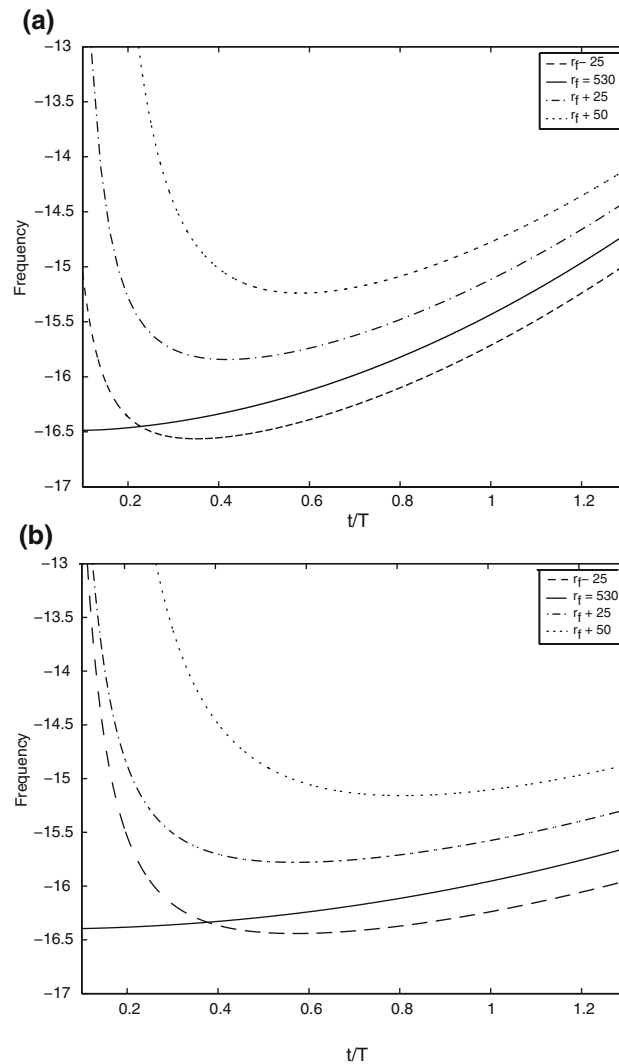 (a)
−13
−13.5
−14
−14.5
−15
−15.5
−16
−16.5
−17
Frequency
0.2 0.4 0.6 0.8 1 1.2
t/T
r_f − 25
r_f = 530
r_f + 25
r_f + 50
(b)
−13
−13.5
−14
−14.5
−15
−15.5
−16
−16.5
−17
Frequency
0.2 0.4 0.6 0.8 1 1.2
t/T
r_f − 25
r_f = 530
r_f + 25
r_f + 50